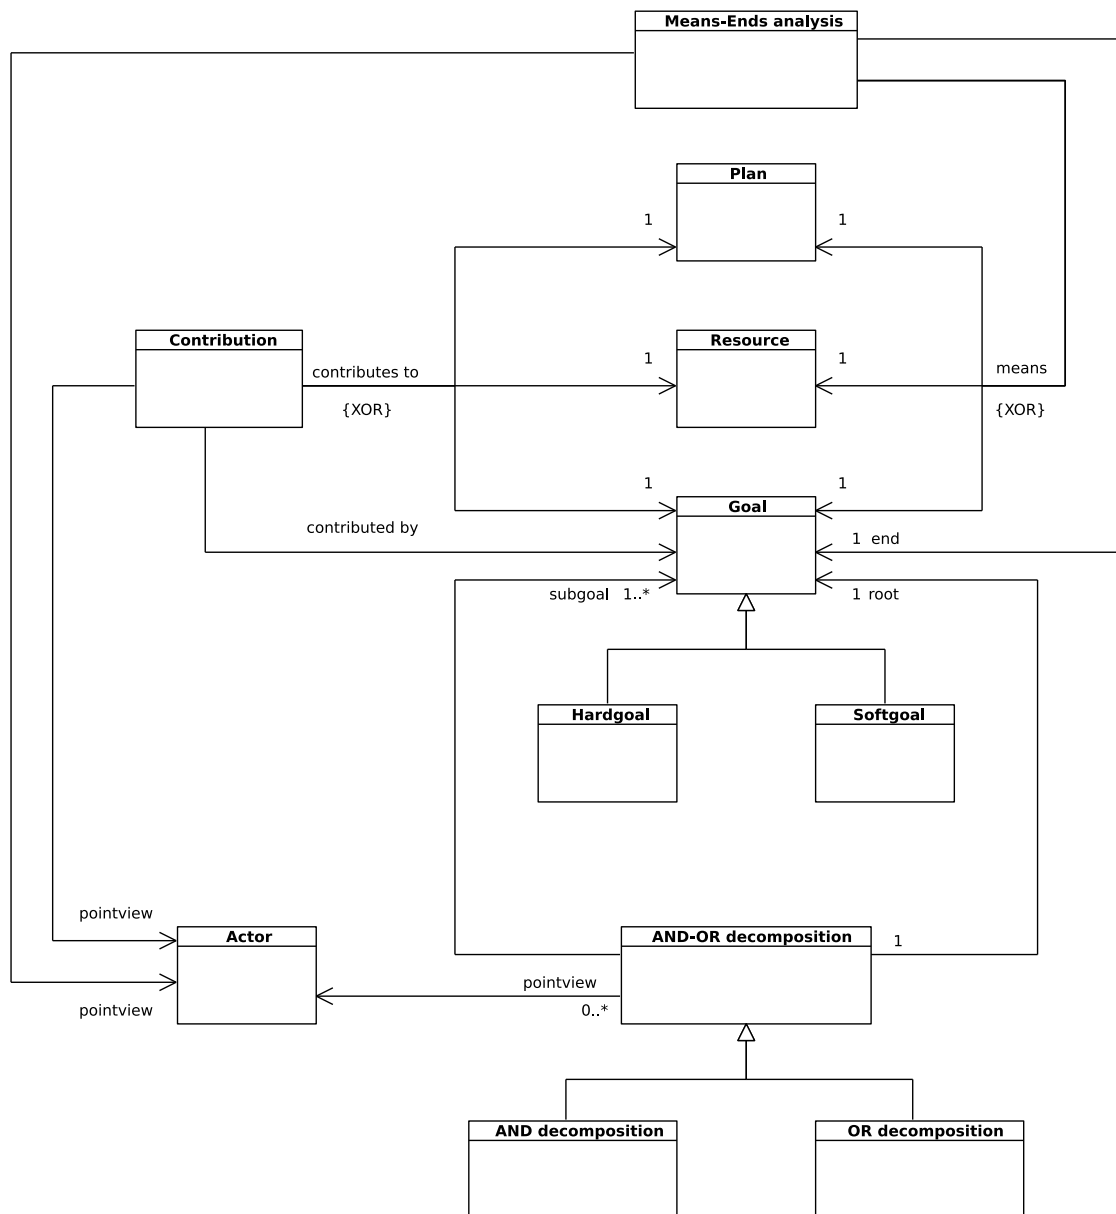 Means-Ends analysis
Plan
1 1
Contribution Resource
contributes to 1 1 means
{XOR} {XOR}
1 1
Goal
contributed by 1 end
subgoal 1..* 1 root
Hardgoal Softgoal
pointview
Actor AND-OR decomposition 1
pointview
pointview 0..*
AND decomposition OR decomposition